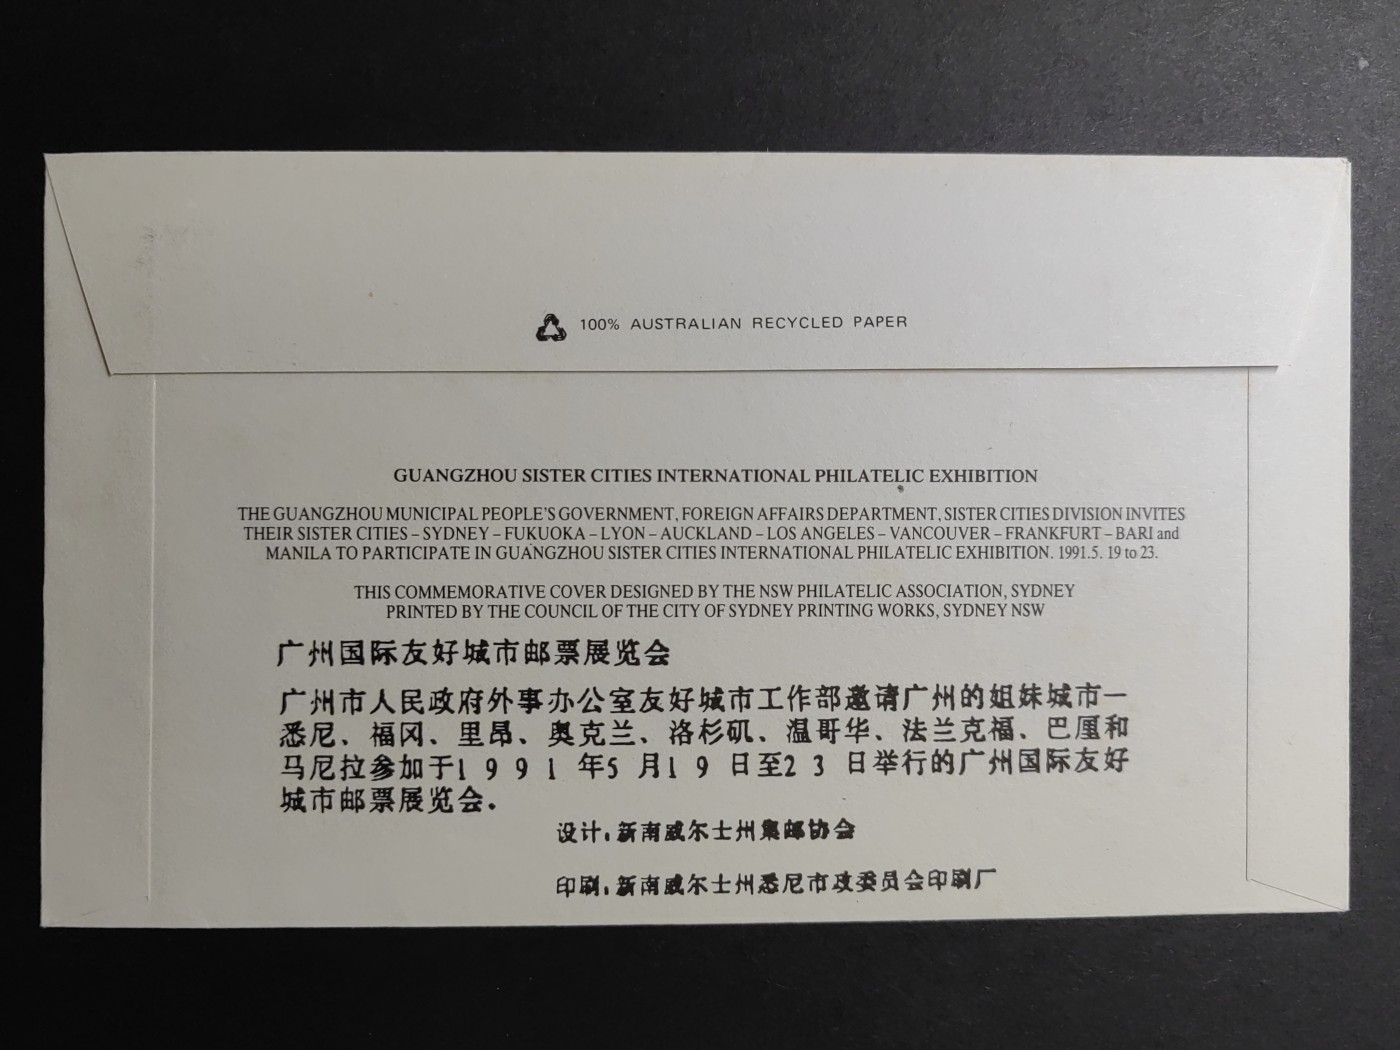 100% AUSTRALIAN RECYCLED PAPER
GUANGZHOU SISTER CITIES INTERNATIONAL PHILATELIC EXHIBITION
THE GUANGZHOU MUNICIPAL PEOPLE'S GOVERNMENT, FOREIGN AFFAIRS DEPARTMENT, SISTER CITIES DIVISION INVITES
THEIR SISTER CITIES – SYDNEY – FUKUOKA – LYON – AUCKLAND – LOS ANGELES – VANCOUVER – FRANKFURT – BARI and
MANILA TO PARTICIPATE IN GUANGZHOU SISTER CITIES INTERNATIONAL PHILATELIC EXHIBITION. 1991.5. 19 to 23.
THIS COMMEMORATIVE COVER DESIGNED BY THE NSW PHILATELIC ASSOCIATION, SYDNEY
PRINTED BY THE COUNCIL OF THE CITY OF SYDNEY PRINTING WORKS, SYDNEY NSW
广州国际友好城市邮票展览会
广州市人民政府外事办公室友好城市工作部邀请广州的姐妹城市一
悉尼、福冈、里昂、奥克兰、洛杉矶、温哥华、法兰克福、巴厘和
马尼拉参加于1991年5月19日至23日举行的广州国际友好
城市邮票展览会.
设计.新南威尔士州集邮协会
印刷.新南威尔士州悉尼市政委员会印刷厂